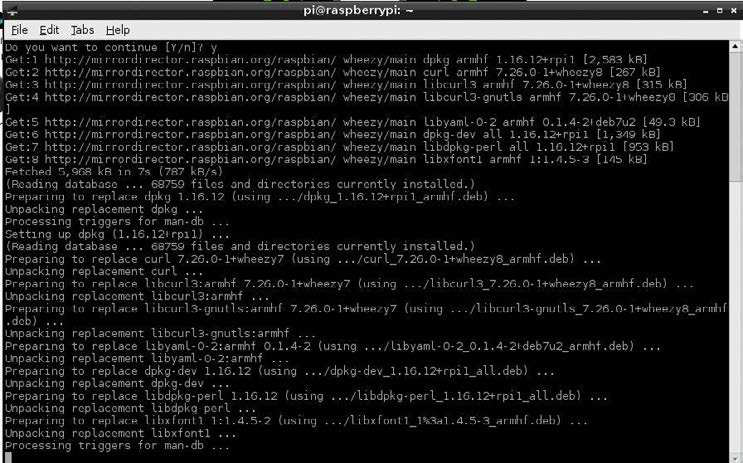 pi@raspberrypi: ~
File Edit Tabs Help
Do you want to continue [Y/n]? y
Get:1 http://mirrordirector.raspbian.org/raspbian/ wheezy/main dpkg armhf 1.16.12+rpi1 [2,583 kB]
Get:2 http://mirrordirector.raspbian.org/raspbian/ wheezy/main curl armhf 7.26.0-1+wheezy8 [267 kB]
Get:3 http://mirrordirector.raspbian.org/raspbian/ wheezy/main libcurl3 armhf 7.26.0-1+wheezy8 [315 kB]
Get:4 http://mirrordirector.raspbian.org/raspbian/ wheezy/main libcurl3-gnutls armhf 7.26.0-1+wheezy8 [306 kB
]
Get:5 http://mirrordirector.raspbian.org/raspbian/ wheezy/main libyaml-0-2 armhf 0.1.4-2+deb7u2 [49.3 kB]
Get:6 http://mirrordirector.raspbian.org/raspbian/ wheezy/main dpkg-dev all 1.16.12+rpi1 [1,349 kB]
Get:7 http://mirrordirector.raspbian.org/raspbian/ wheezy/main libdpkg-perl all 1.16.12+rpi1 [953 kB]
Get:8 http://mirrordirector.raspbian.org/raspbian/ wheezy/main libxfont1 armhf 1:1.4.5-3 [145 kB]
Fetched 5,968 kB in 7s (787 kB/s)
(Reading database ... 68759 files and directories currently installed.)
Preparing to replace dpkg 1.16.12 (using .../dpkg_1.16.12+rpi1_armhf.deb) ...
Unpacking replacement dpkg ...
Processing triggers for man-db ...
Setting up dpkg (1.16.12+rpi1) ...
(Reading database ... 68759 files and directories currently installed.)
Preparing to replace curl 7.26.0-1+wheezy7 (using .../curl_7.26.0-1+wheezy8_armhf.deb) ...
Unpacking replacement curl ...
Preparing to replace libcurl3:armhf 7.26.0-1+wheezy7 (using .../libcurl3_7.26.0-1+wheezy8_armhf.deb) ...
Unpacking replacement libcurl3:armhf ...
Preparing to replace libcurl3-gnutls:armhf 7.26.0-1+wheezy7 (using .../libcurl3-gnutls_7.26.0-1+wheezy8_armhf
.deb) ...
Unpacking replacement libcurl3-gnutls:armhf ...
Preparing to replace libyaml-0-2:armhf 0.1.4-2 (using .../libyaml-0-2_0.1.4-2+deb7u2_armhf.deb) ...
Unpacking replacement libyaml-0-2:armhf ...
Preparing to replace dpkg-dev 1.16.12 (using .../dpkg-dev_1.16.12+rpi1_all.deb) ...
Unpacking replacement dpkg-dev ...
Preparing to replace libdpkg-perl 1.16.12 (using .../libdpkg-perl_1.16.12+rpi1_all.deb) ...
Unpacking replacement libdpkg-perl ...
Preparing to replace libxfont1 1:1.4.5-2 (using .../libxfont1_1%3a1.4.5-3_armhf.deb) ...
Unpacking replacement libxfont1 ...
Processing triggers for man-db ...